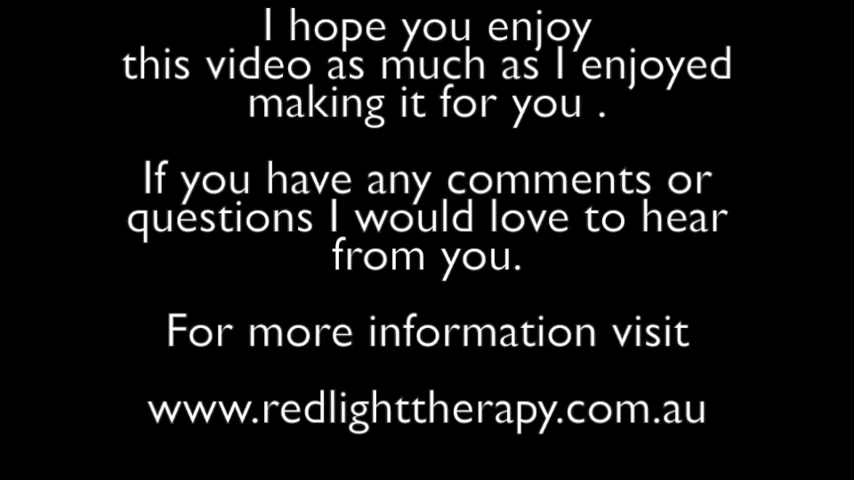 I hope you enjoy
this video as much as I enjoyed
making it for you .
If you have any comments or
questions I would love to hear
from you.
For more information visit
www.redlighttherapy.com.au